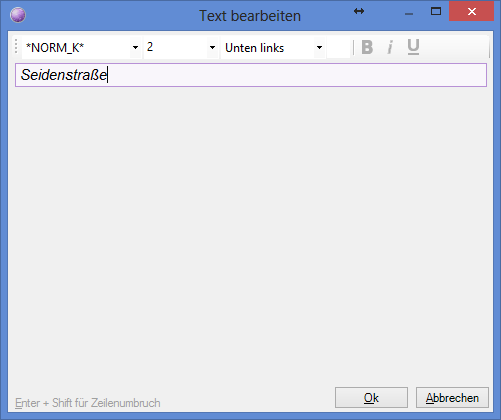 Text bearbeiten
*NORM_K* 2 Unten links B i U
Seidenstraße
Enter + Shift für Zeilenumbruch
Ok Abbrechen